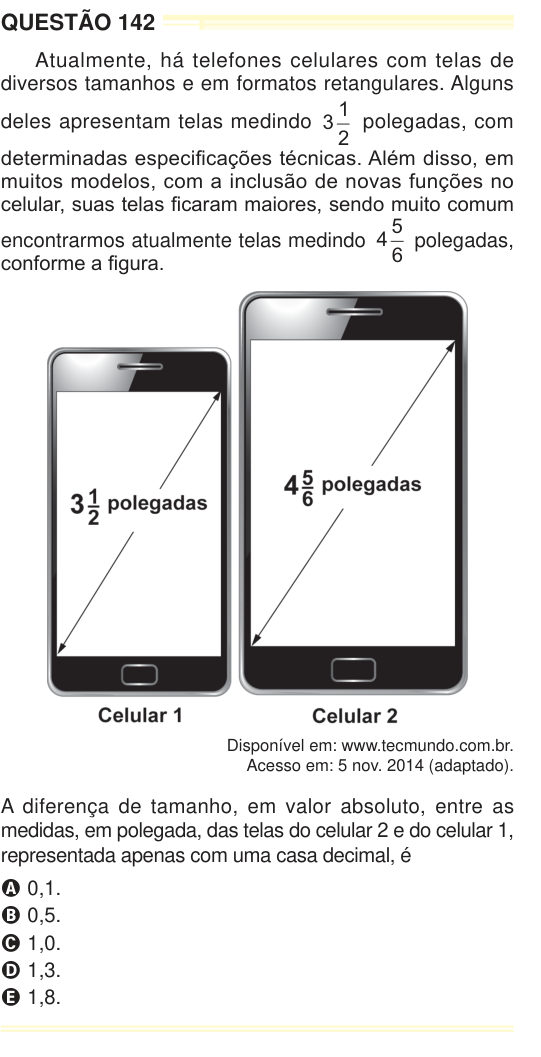 QUESTÃO 142
Atualmente, há telefones celulares com telas de
diversos tamanhos e em formatos retangulares. Alguns
deles apresentam telas medindo 3 1/2 polegadas, com
determinadas especificações técnicas. Além disso, em
muitos modelos, com a inclusão de novas funções no
celular, suas telas ficaram maiores, sendo muito comum
encontrarmos atualmente telas medindo 4 5/6 polegadas,
conforme a figura.
3 1/2 polegadas
4 5/6 polegadas
Celular 1
Celular 2
Disponível em: www.tecmundo.com.br.
Acesso em: 5 nov. 2014 (adaptado).
A diferença de tamanho, em valor absoluto, entre as
medidas, em polegada, das telas do celular 2 e do celular 1,
representada apenas com uma casa decimal, é
A 0,1.
B 0,5.
C 1,0.
D 1,3.
E 1,8.